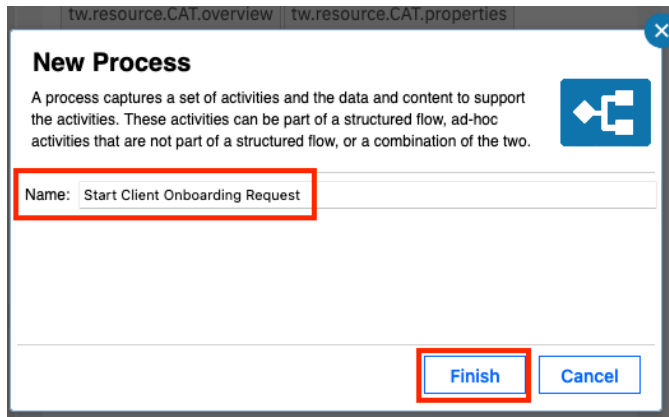 tw.resource.CAT.overview tw.resource.CAT.properties
New Process
A process captures a set of activities and the data and content to support
the activities. These activities can be part of a structured flow, ad-hoc
activities that are not part of a structured flow, or a combination of the two.
Name: Start Client Onboarding Request
Finish Cancel